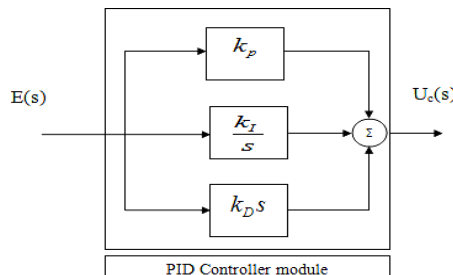 k_p
E(s)
U_c(s)
k_I
s
Σ
k_D s
PID Controller module